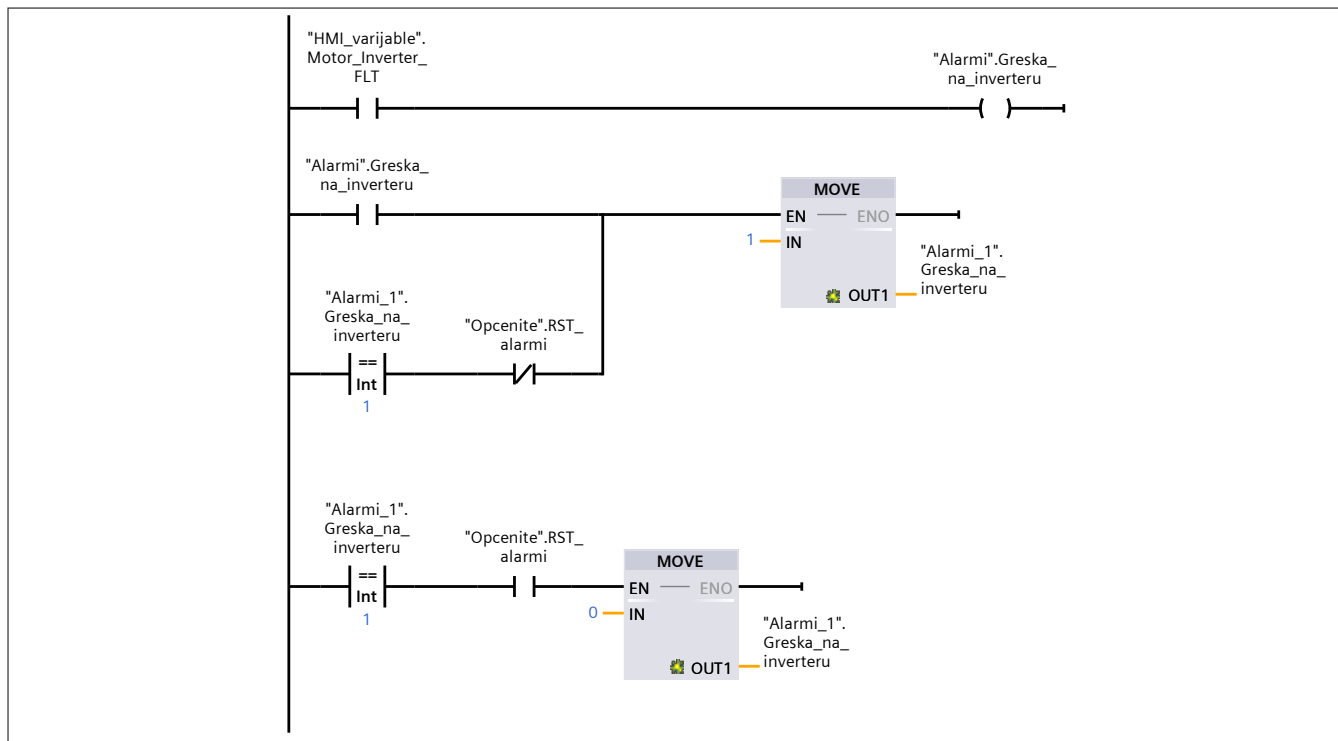 "HMI_varijable".
Motor_Inverter_
FLT
"Alarmi".Greska_
na_inverteru
"Alarmi".Greska_
na_inverteru
MOVE
EN
ENO
1
IN
"Alarmi_1".
Greska_na_
inverteru
OUT1
"Alarmi_1".
Greska_na_
inverteru
==
Int
1
"Opcenite".RST_
alarmi
"Alarmi_1".
Greska_na_
inverteru
==
Int
1
"Opcenite".RST_
alarmi
MOVE
EN
ENO
0
IN
"Alarmi_1".
Greska_na_
inverteru
OUT1